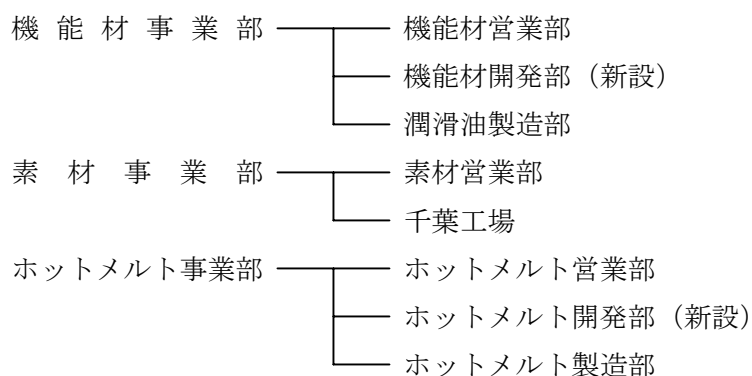 機能材事業部 機能材営業部
機能材開発部（新設）
潤滑油製造部
素材事業部 素材営業部
千葉工場
ホットメルト事業部 ホットメルト営業部
ホットメルト開発部（新設）
ホットメルト製造部